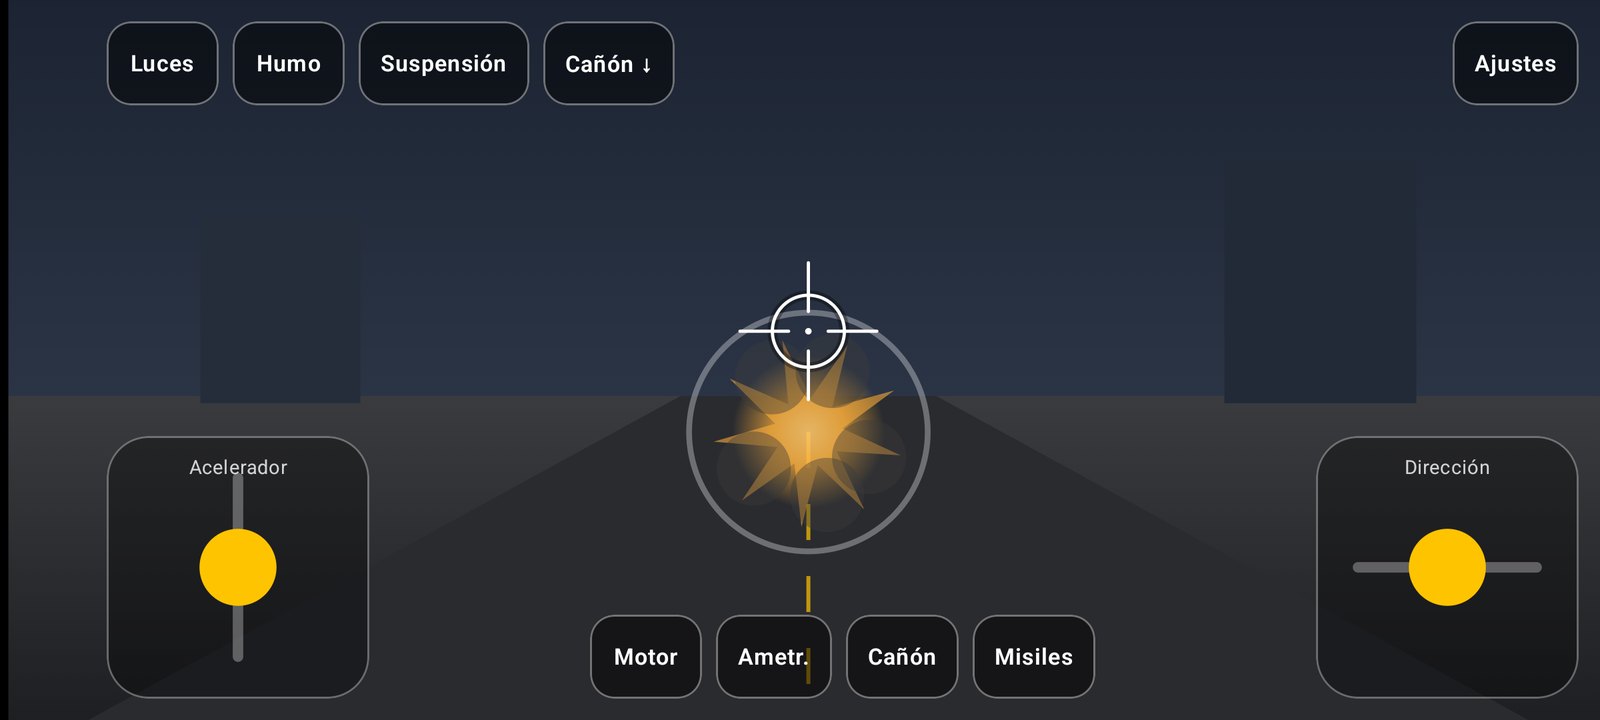 Luces
Humo
Suspensión
Cañón ↓
Ajustes
Acelerador
Dirección
Motor
Ametr.
Cañón
Misiles